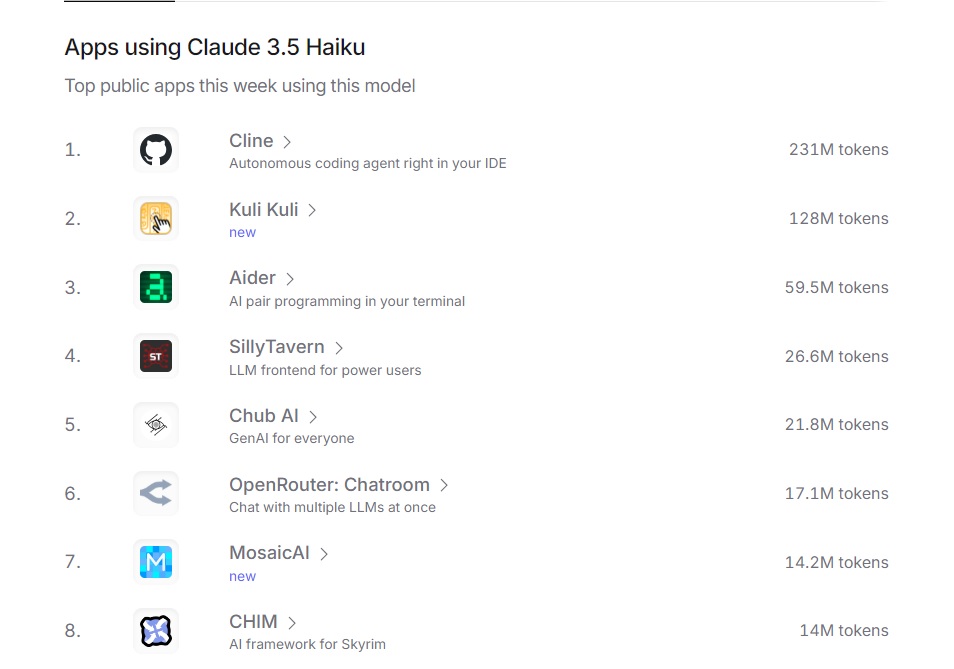 Apps using Claude 3.5 Haiku
Top public apps this week using this model
1.
Cline
231M tokens
Autonomous coding agent right in your IDE
2.
Kuli Kuli
128M tokens
new
3.
a
Aider
59.5M tokens
AI pair programming in your terminal
4.
ST
SillyTavern
26.6M tokens
LLM frontend for power users
5.
Chub AI
21.8M tokens
GenAI for everyone
6.
OpenRouter: Chatroom
17.1M tokens
Chat with multiple LLMs at once
7.
M
MosaicAI
14.2M tokens
new
8.
CHIM
14M tokens
AI framework for Skyrim